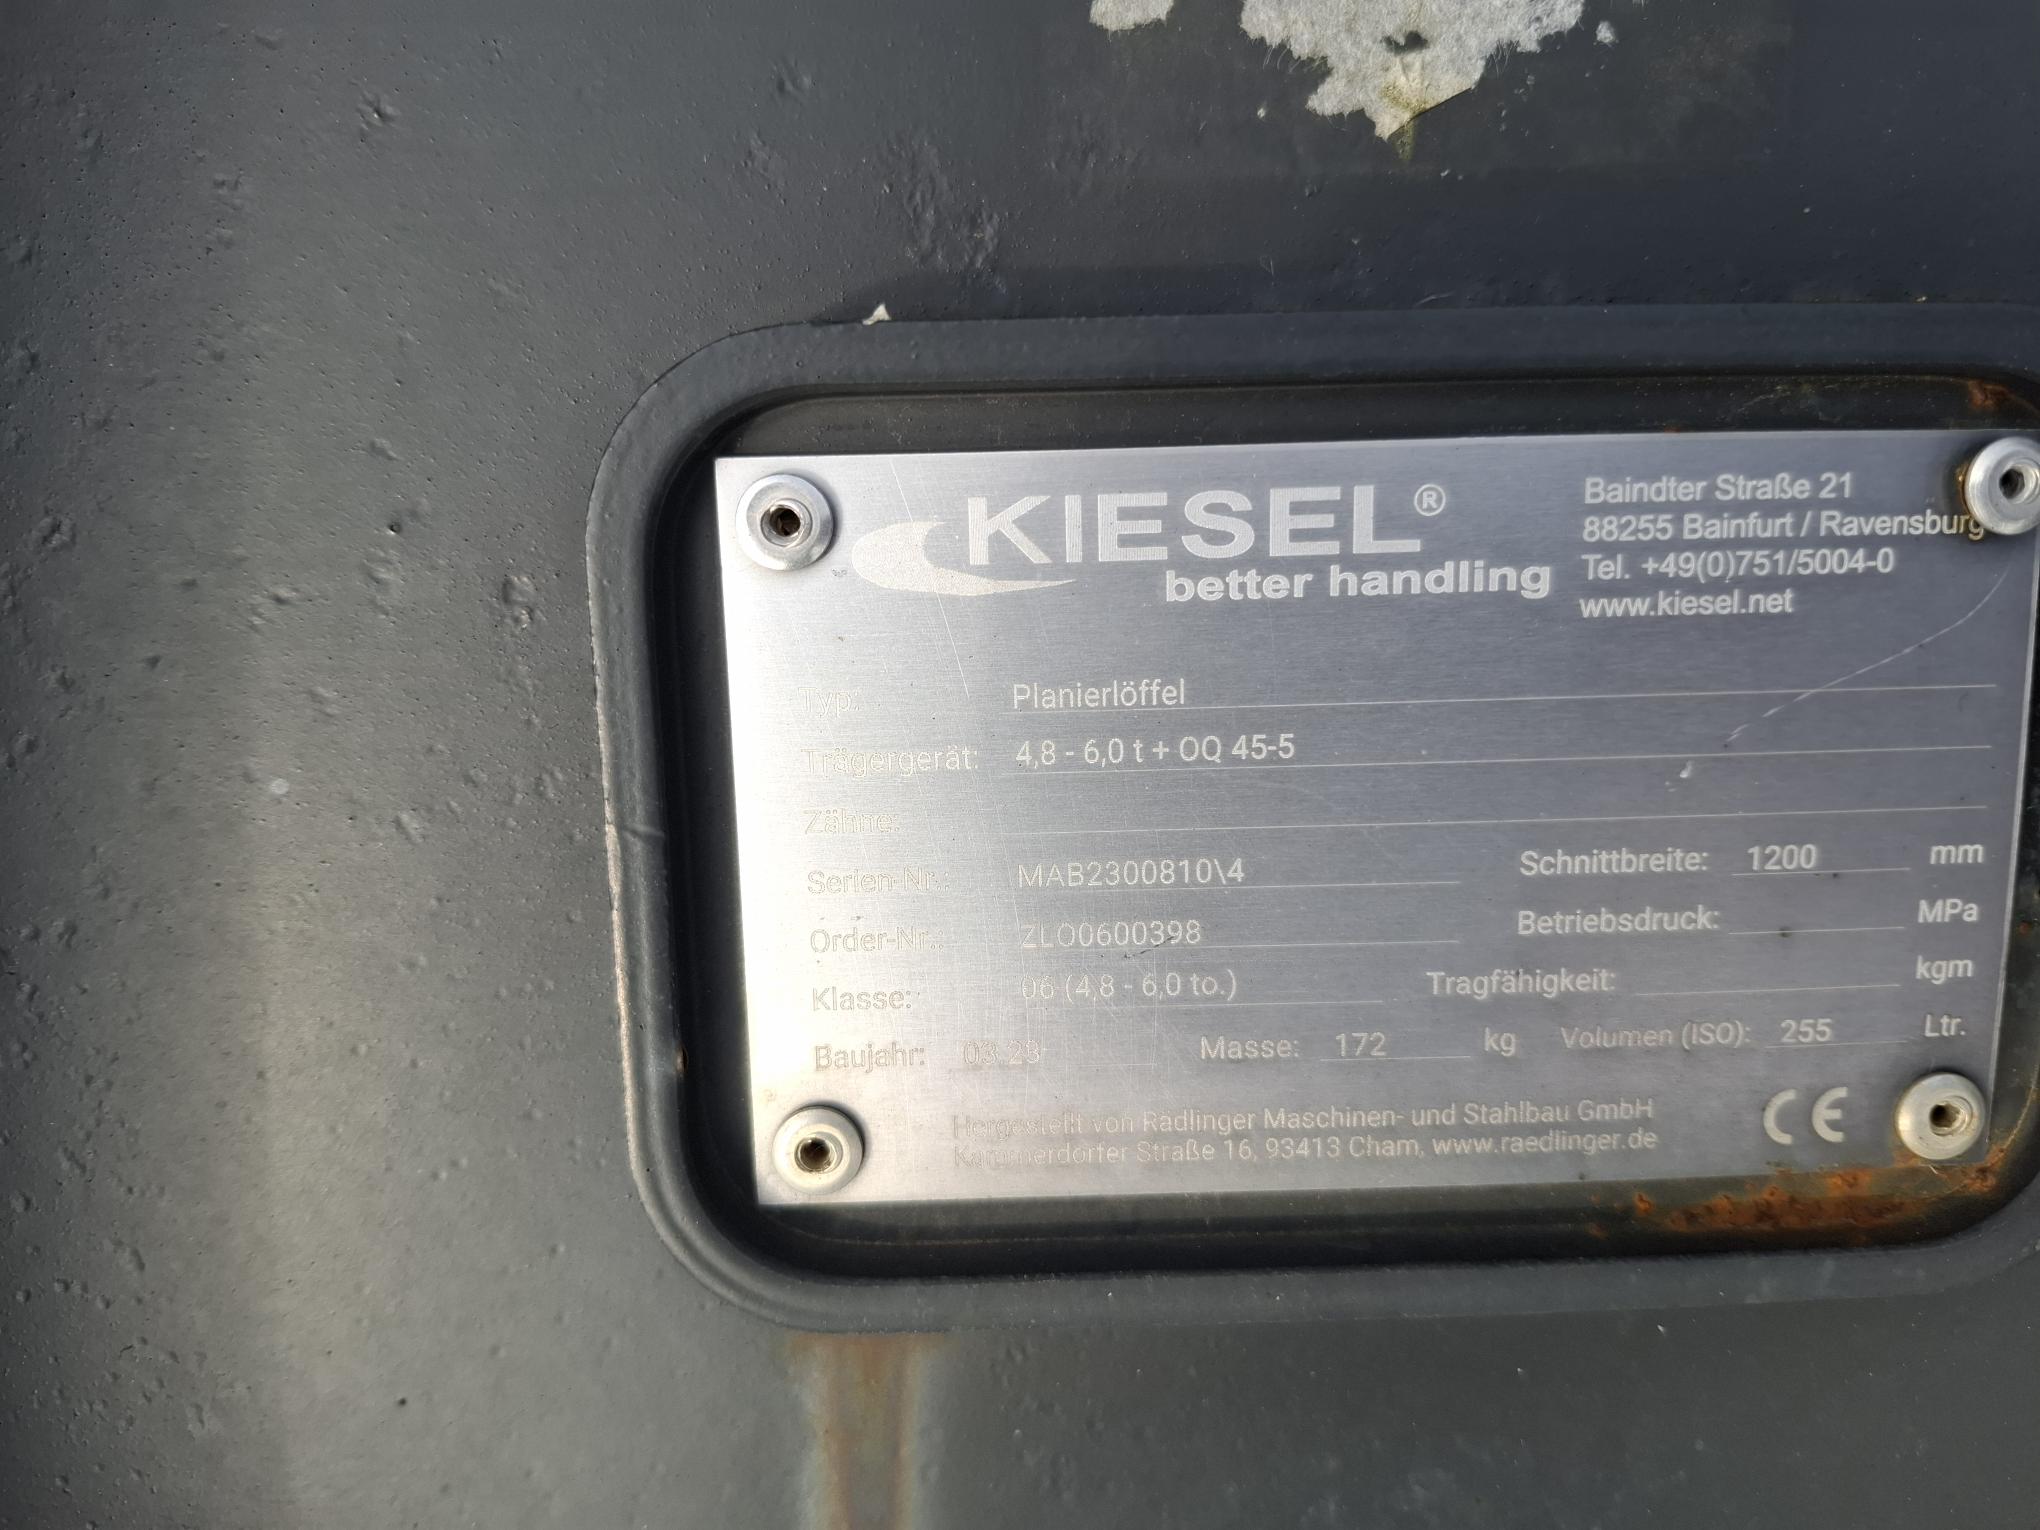 KIESEL®
better handling
Baindter Straße 21
88255 Bainfurt / Ravensburg
Tel. +49(0)751/5004-0
www.kiesel.net
Typ: Planierlöffel
Trägergerät: 4,8 - 6,0 t + OQ 45-5
Zähne:
Serien-Nr.: MAB2300810\4 Schnittbreite: 1200 mm
Order-Nr.: ZLO0600398 Betriebsdruck: MPa
Klasse: 06 (4,8 - 6,0 to.) Tragfähigkeit: kgm
Baujahr: 03.23 Masse: 172 kg Volumen (ISO): 255 Ltr.
Hergestellt von Rädlinger Maschinen- und Stahlbau GmbH
Kammerdorfer Straße 16, 93413 Cham, www.raedlinger.de
CE